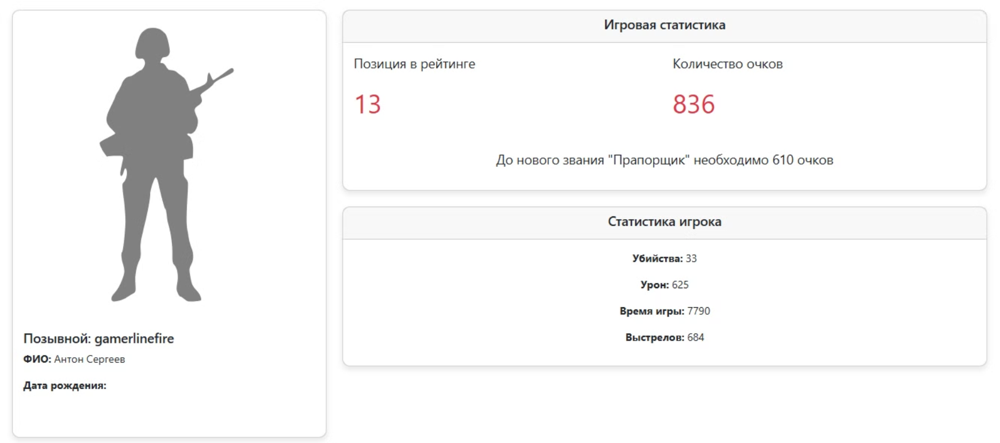 Позывной: gamerlinefire
ФИО: Антон Сергеев
Дата рождения:
Игровая статистика
Позиция в рейтинге
13
Количество очков
836
До нового звания "Прапорщик" необходимо 610 очков
Статистика игрока
Убийства: 33
Урон: 625
Время игры: 7790
Выстрелов: 684